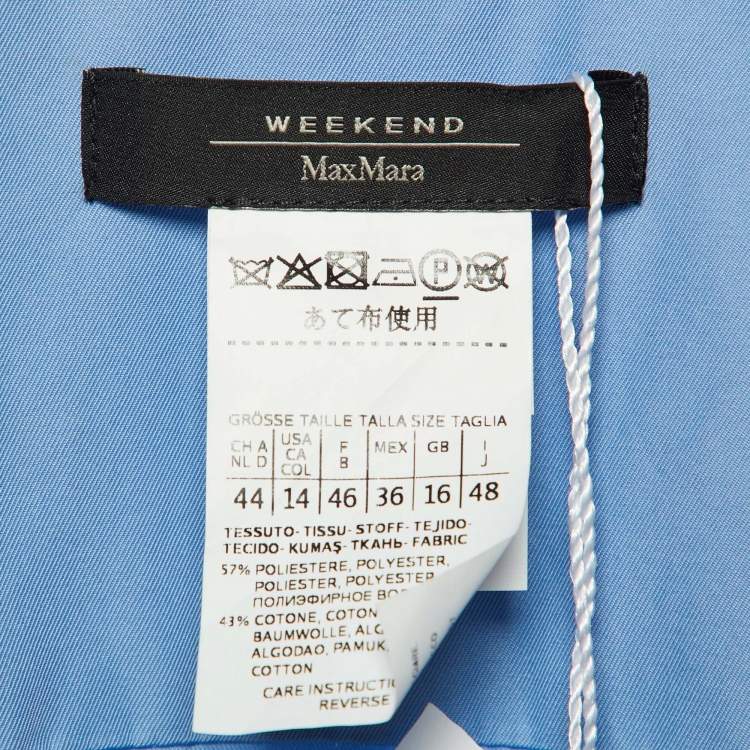 WEEKEND
MaxMara
P W
あて布使用
GRÖSSE TAILLE TALLA SIZE TAGLIA
CH A NL D USA CA COL F B MEX GB I J
44 14 46 36 16 48
TESSUTO- TISSU- STOFF- TEJIDO-
TECIDO- KUMAŞ- ТКАНЬ- FABRIC
57% POLIESTERE, POLYESTER,
POLIESTER, POLYESTER
ПОЛИЭФИРНОЕ ВО
43% COTONE, COTON
BAUMWOLLE, ALG
ALGODAO, PAMUK,
COTTON
CARE INSTRUCTI
REVERSE